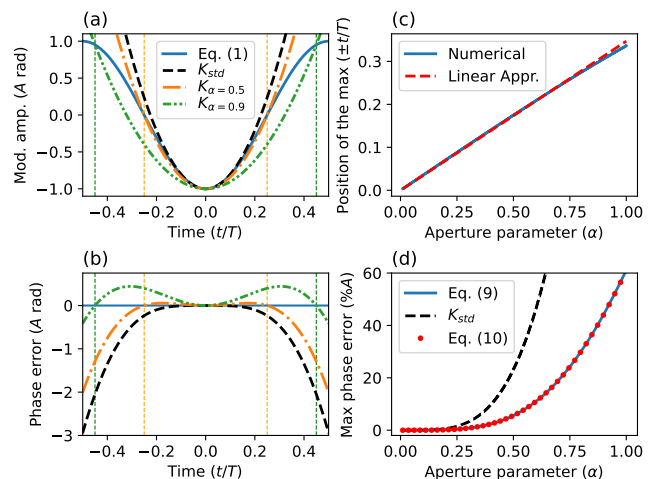 (a)
Mod. amp. (A rad)
1.0
0.5
0.0
−0.5
−1.0
Eq. (1)
K_std
K_α=0.5
K_α=0.9
−0.4 −0.2 0.0 0.2 0.4
Time (t/T)
(c)
Position of the max (±t/T)
0.3
0.2
0.1
0.0
Numerical
Linear Appr.
0.00 0.25 0.50 0.75 1.00
Aperture parameter (α)
(b)
Phase error (A rad)
0
−1
−2
−3
−0.4 −0.2 0.0 0.2 0.4
Time (t/T)
(d)
Max phase error (%A)
60
40
20
0
Eq. (9)
K_std
Eq. (10)
0.00 0.25 0.50 0.75 1.00
Aperture parameter (α)